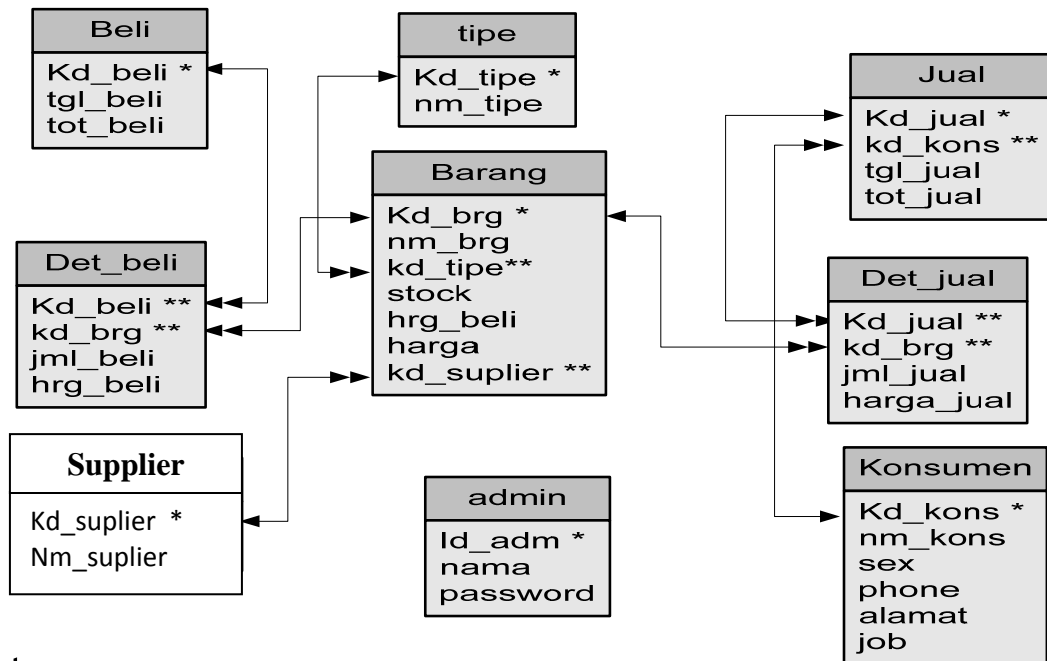 Beli
Kd_beli *
tgl_beli
tot_beli
tipe
Kd_tipe *
nm_tipe
Jual
Kd_jual *
kd_kons **
tgl_jual
tot_jual
Barang
Kd_brg *
nm_brg
kd_tipe**
stock
hrg_beli
harga
kd_suplier **
Det_beli
Kd_beli **
kd_brg **
jml_beli
hrg_beli
Det_jual
Kd_jual **
kd_brg **
jml_jual
harga_jual
Supplier
Kd_suplier *
Nm_suplier
admin
Id_adm *
nama
password
Konsumen
Kd_kons *
nm_kons
sex
phone
alamat
job